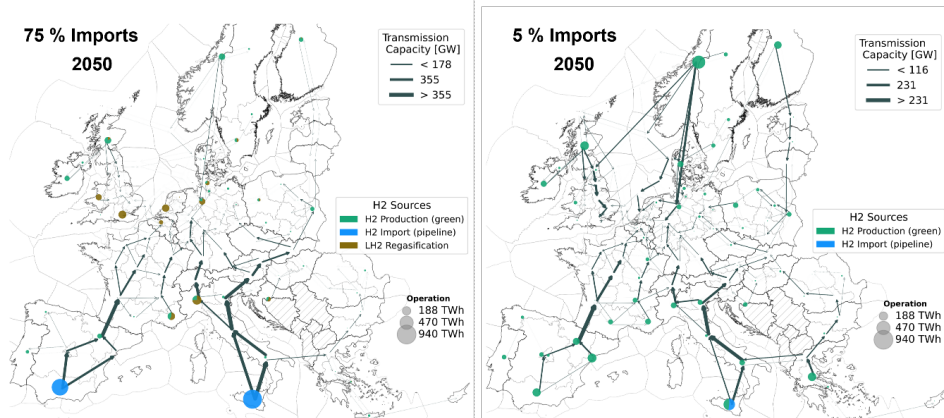 75 % Imports
2050
Transmission
Capacity [GW]
< 178
355
> 355
H2 Sources
H2 Production (green)
H2 Import (pipeline)
LH2 Regasification
Operation
188 TWh
470 TWh
940 TWh
5 % Imports
2050
Transmission
Capacity [GW]
< 116
231
> 231
H2 Sources
H2 Production (green)
H2 Import (pipeline)
Operation
188 TWh
470 TWh
940 TWh